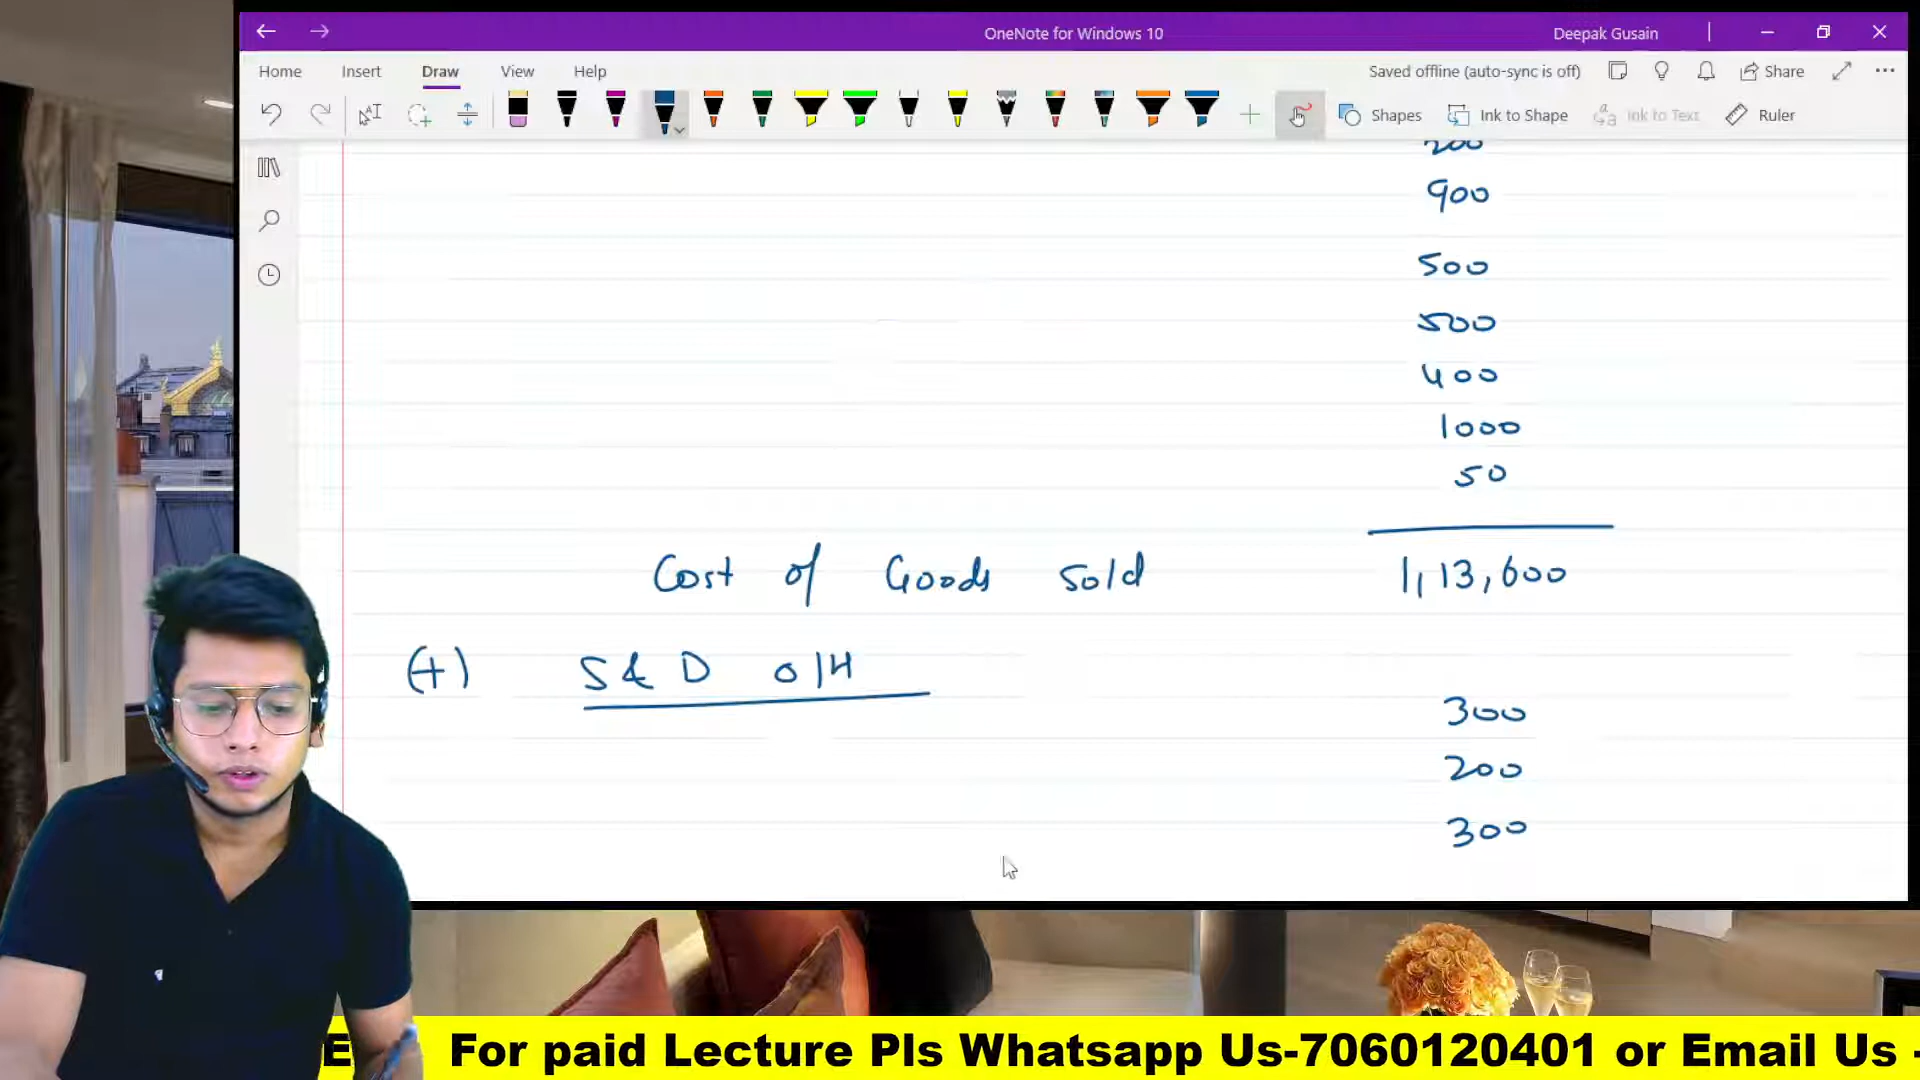 OneNote for Windows 10
Deepak Gusain
Home Insert Draw View Help
Saved offline (auto-sync is off) Share
Shapes Ink to Shape Ink to Text Ruler
200
900
500
500
400
1000
50
Cost of Goods Sold 1,13,600
(+) S & D O/H
300
200
300
E For paid Lecture Pls Whatsapp Us-7060120401 or Email Us -